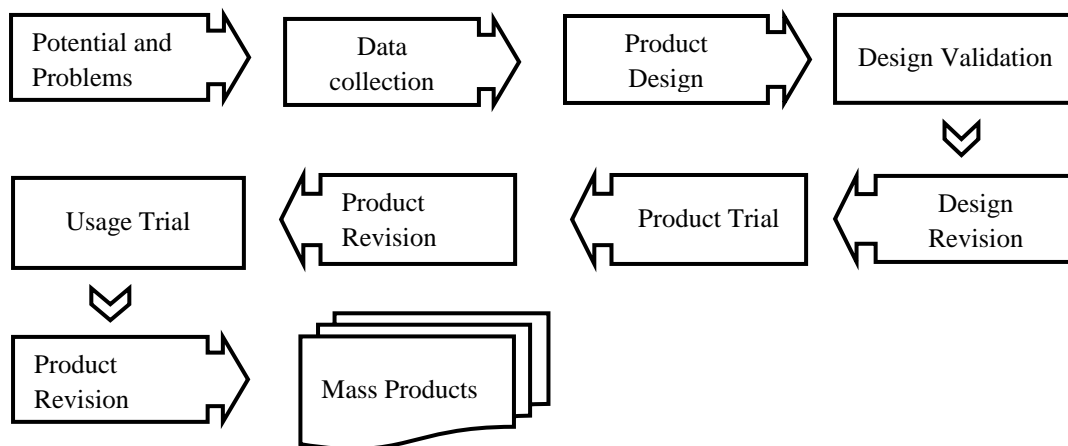 Potential and
Problems
Data
collection
Product
Design
Design Validation
Design
Revision
Product Trial
Product
Revision
Usage Trial
Product
Revision
Mass Products